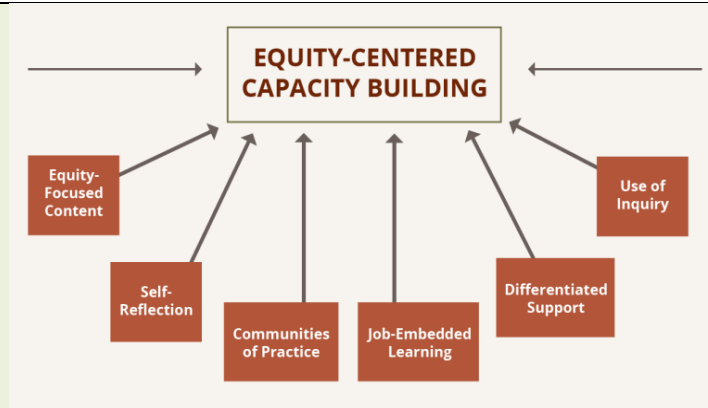 EQUITY-CENTERED
CAPACITY BUILDING
Equity-
Focused
Content
Self-
Reflection
Communities
of Practice
Job-Embedded
Learning
Differentiated
Support
Use of
Inquiry